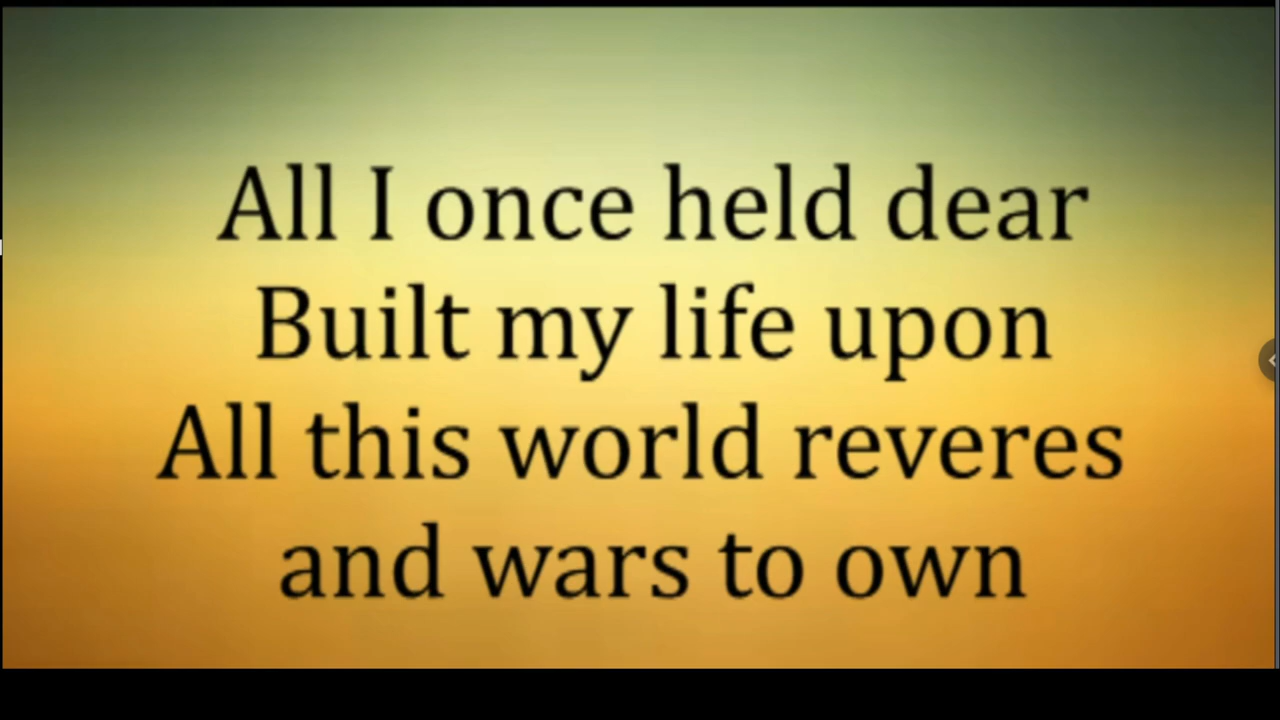 All I once held dear
Built my life upon
All this world reveres
and wars to own